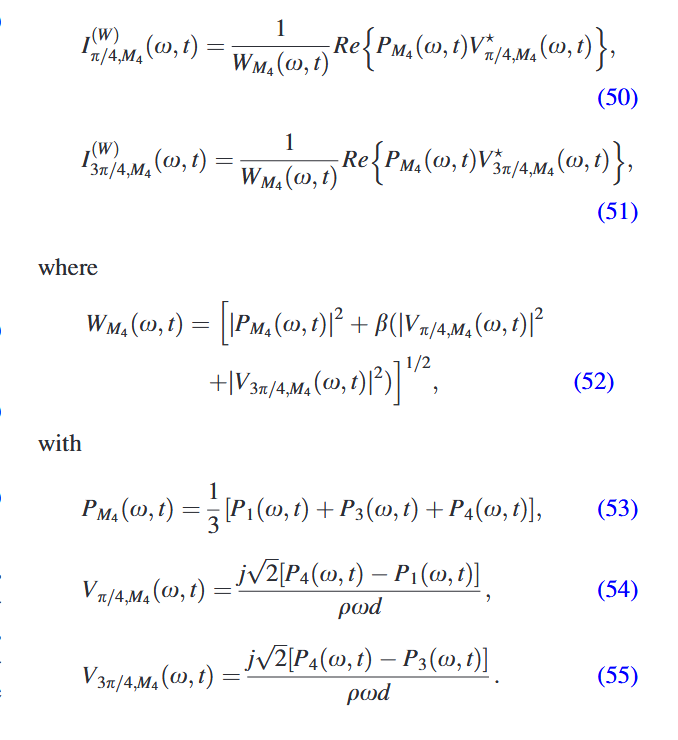 I^{(W)}_{π/4,M_4}(ω, t) = \frac{1}{W_{M_4}(ω, t)} Re{P_{M_4}(ω, t)V^⋆_{π/4,M_4}(ω, t)},
(50)
I^{(W)}_{3π/4,M_4}(ω, t) = \frac{1}{W_{M_4}(ω, t)} Re{P_{M_4}(ω, t)V^⋆_{3π/4,M_4}(ω, t)},
(51)
where
W_{M_4}(ω, t) = [|P_{M_4}(ω, t)|^2 + β(|V_{π/4,M_4}(ω, t)|^2
+|V_{3π/4,M_4}(ω, t)|^2)]^{1/2}, (52)
with
P_{M_4}(ω, t) = \frac{1}{3}[P_1(ω, t) + P_3(ω, t) + P_4(ω, t)], (53)
V_{π/4,M_4}(ω, t) = \frac{j√2[P_4(ω, t) − P_1(ω, t)]}{ρωd}, (54)
V_{3π/4,M_4}(ω, t) = \frac{j√2[P_4(ω, t) − P_3(ω, t)]}{ρωd}. (55)